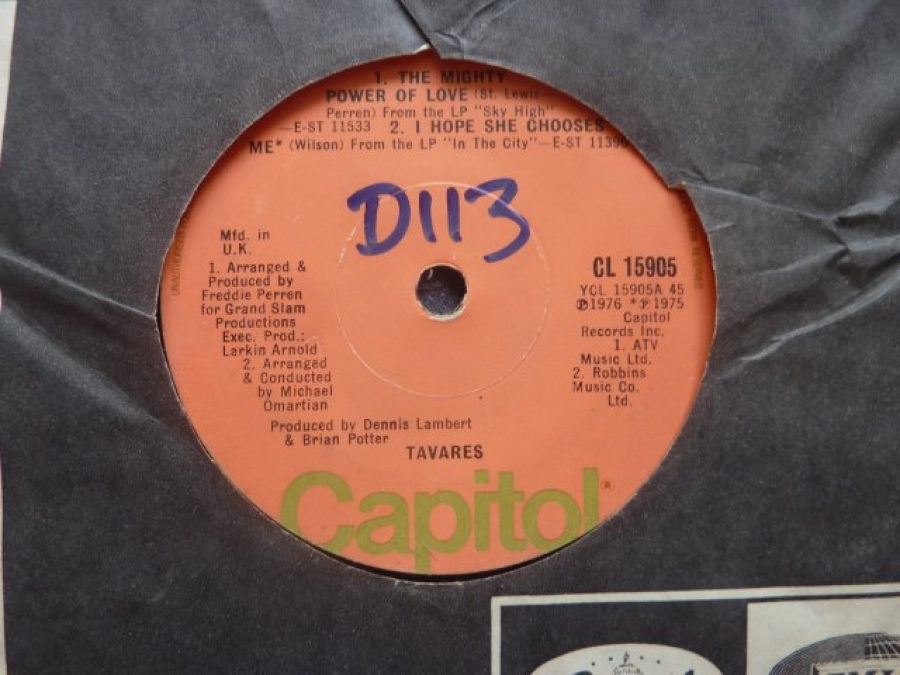 1. THE MIGHTY
POWER OF LOVE (St. Lewis-
Perren) From the LP "Sky High"
—E-ST 11533 2. I HOPE SHE CHOOSES
ME* (Wilson) From the LP "In The City"—E-ST 11396
D113
Mfd. in
U.K.
1. Arranged &
Produced by
Freddie Perren
for Grand Slam
Productions
Exec. Prod.:
Larkin Arnold
2. Arranged
& Conducted
by Michael
Omartian
Produced by Dennis Lambert
& Brian Potter
CL 15905
YCL 15905A 45
℗1976 *℗1975
Capitol
Records Inc.
1. ATV
Music Ltd.
2. Robbins
Music Co.
Ltd.
TAVARES
Capitol®